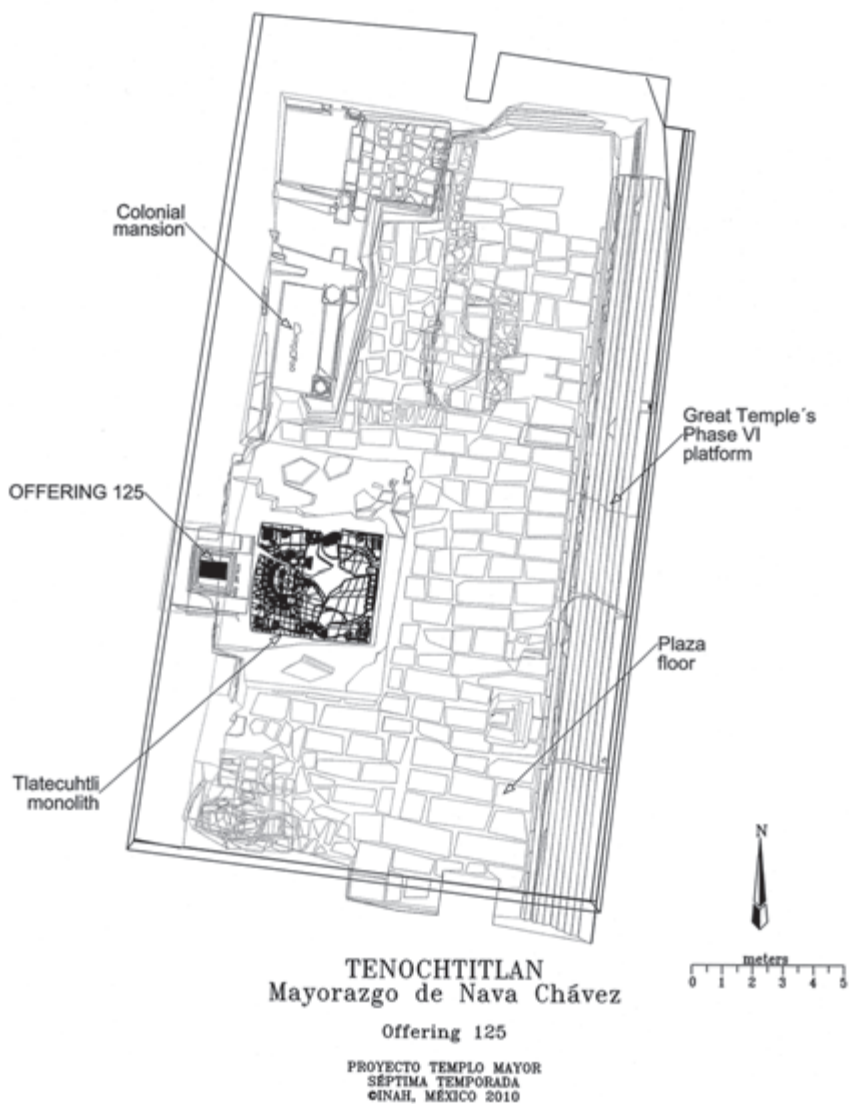 Colonial
mansion
Great Temple´s
Phase VI
platform
OFFERING 125
Plaza
floor
Tlatecuhtli
monolith
N
meters
0 1 2 3 4 5
TENOCHTITLAN
Mayorazgo de Nava Chávez
Offering 125
PROYECTO TEMPLO MAYOR
SÉPTIMA TEMPORADA
©INAH, MÉXICO 2010